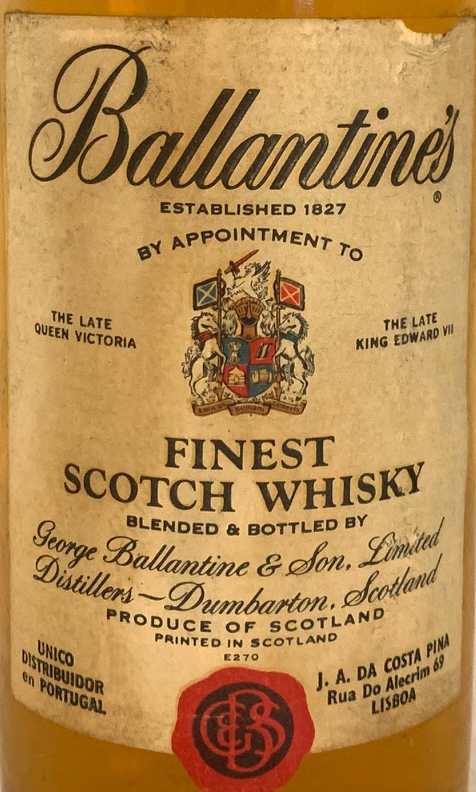 Ballantine's
®
ESTABLISHED 1827
BY APPOINTMENT TO
THE LATE
QUEEN VICTORIA
THE LATE
KING EDWARD VII
FINEST
SCOTCH WHISKY
BLENDED & BOTTLED BY
George Ballantine & Son, Limited
Distillers—Dumbarton, Scotland
PRODUCE OF SCOTLAND
PRINTED IN SCOTLAND
E270
UNICO
DISTRIBUIDOR
en PORTUGAL
J. A. DA COSTA PINA
Rua Do Alecrim 69
LISBOA